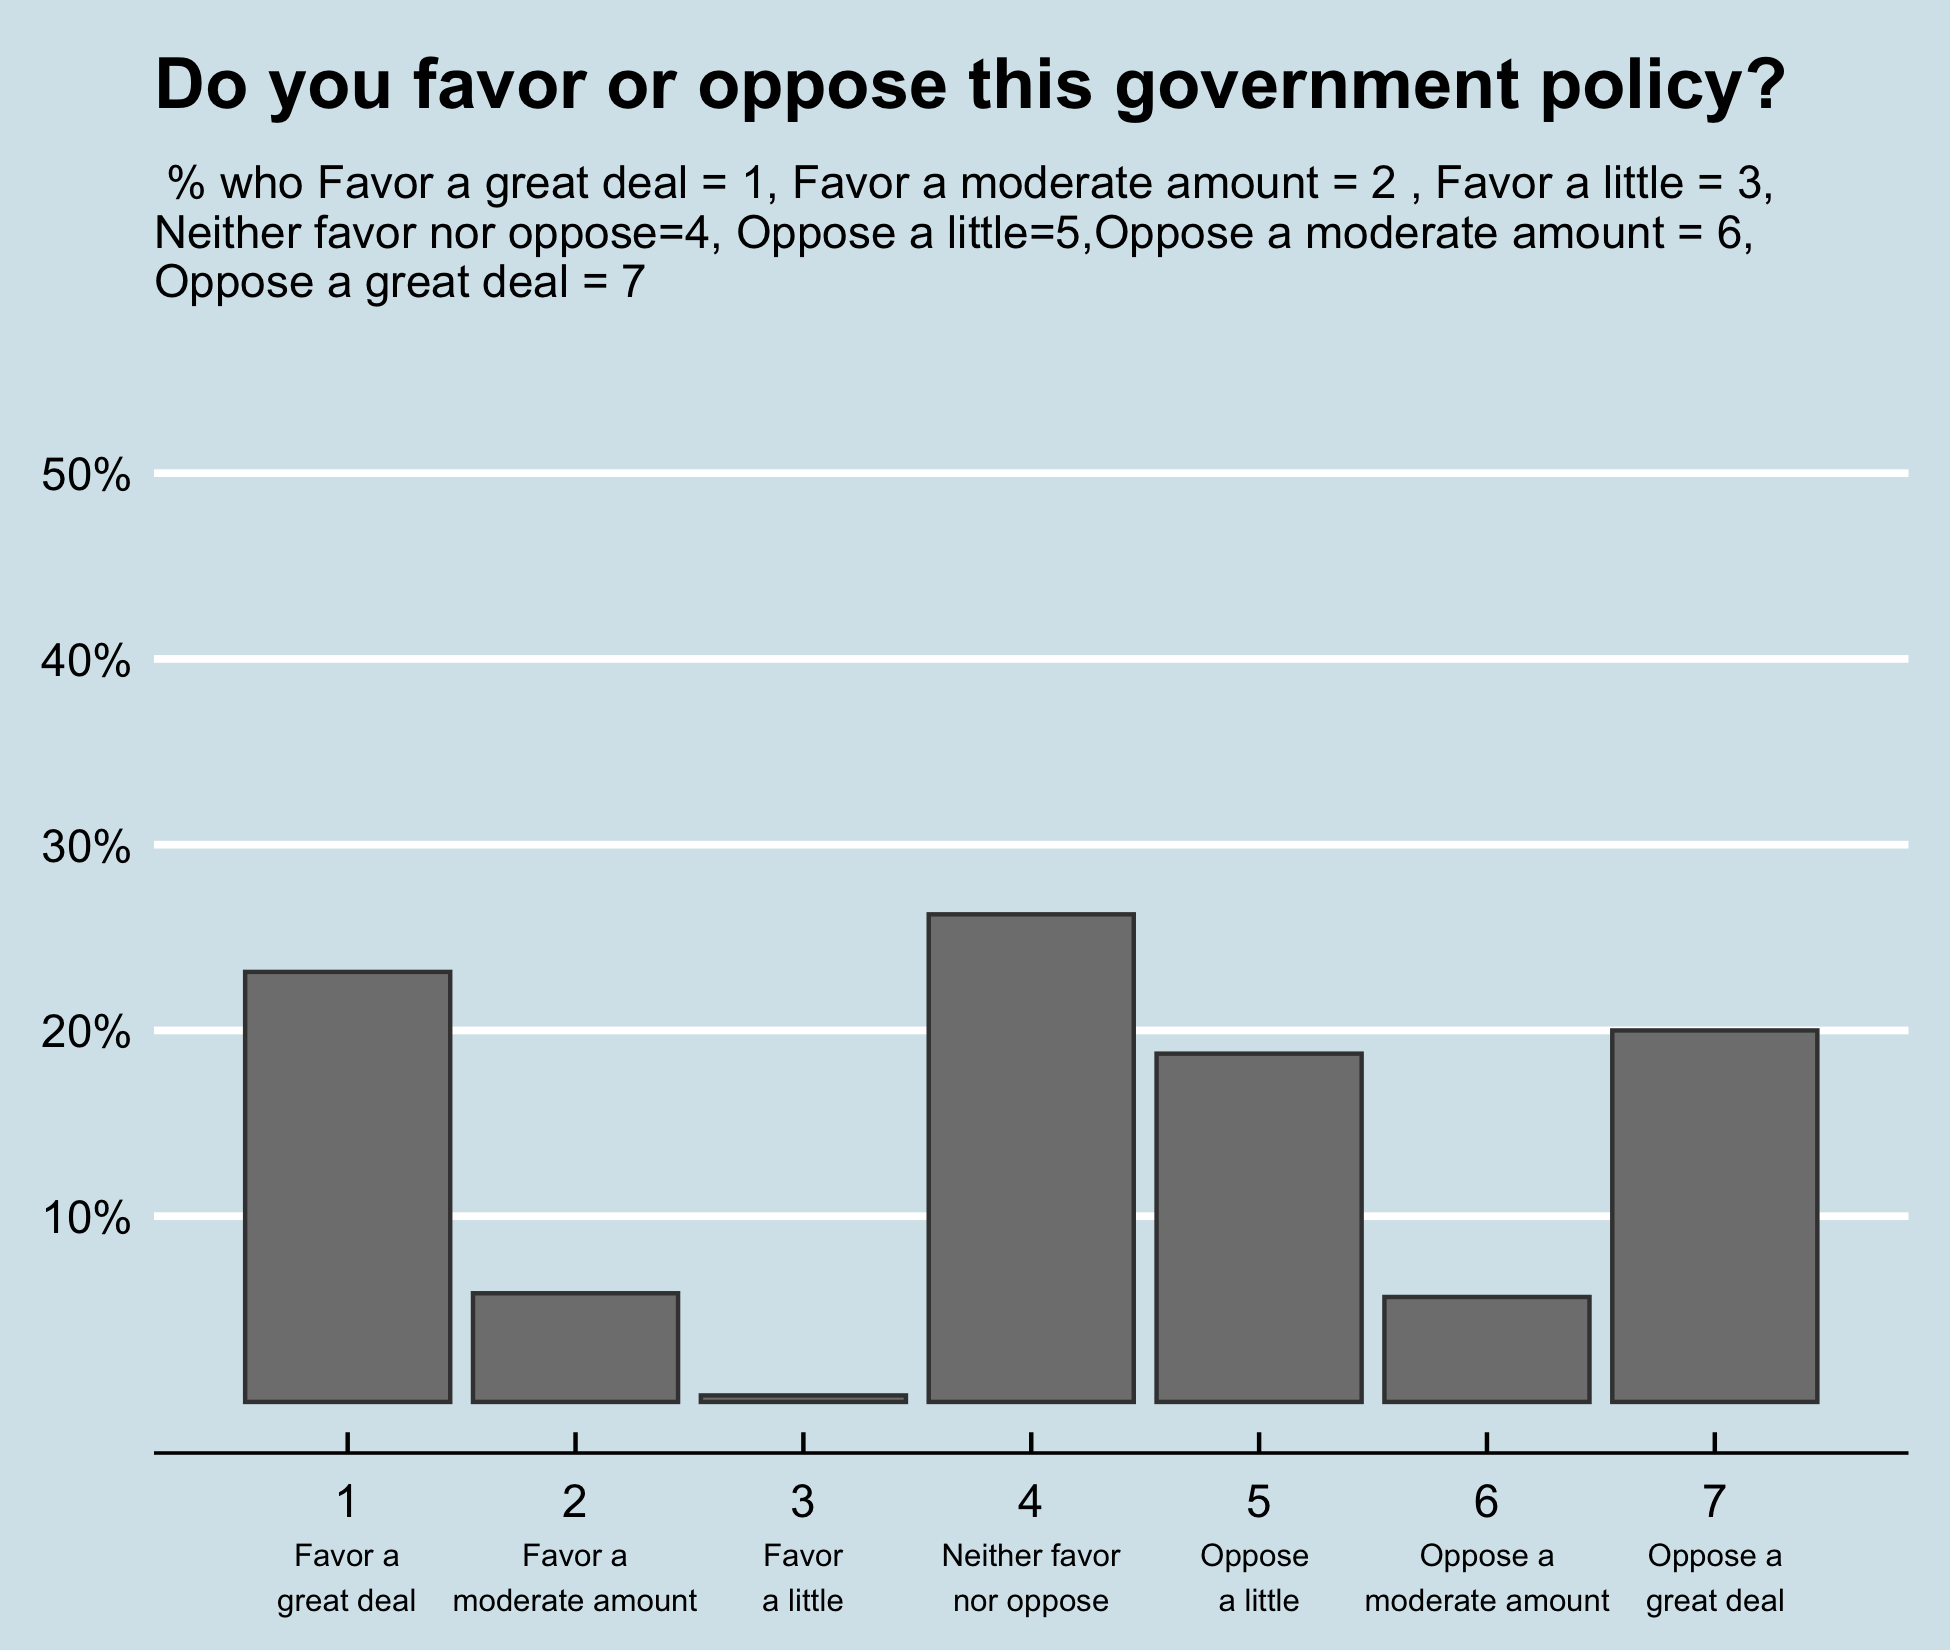 Do you favor or oppose this government policy?
% who Favor a great deal = 1, Favor a moderate amount = 2 , Favor a little = 3,
Neither favor nor oppose=4, Oppose a little=5,Oppose a moderate amount = 6,
Oppose a great deal = 7
50%
40%
30%
20%
10%
1 2 3 4 5 6 7
Favor a Favor a Favor Neither favor Oppose Oppose a Oppose a
great deal moderate amount a little nor oppose a little moderate amount great deal